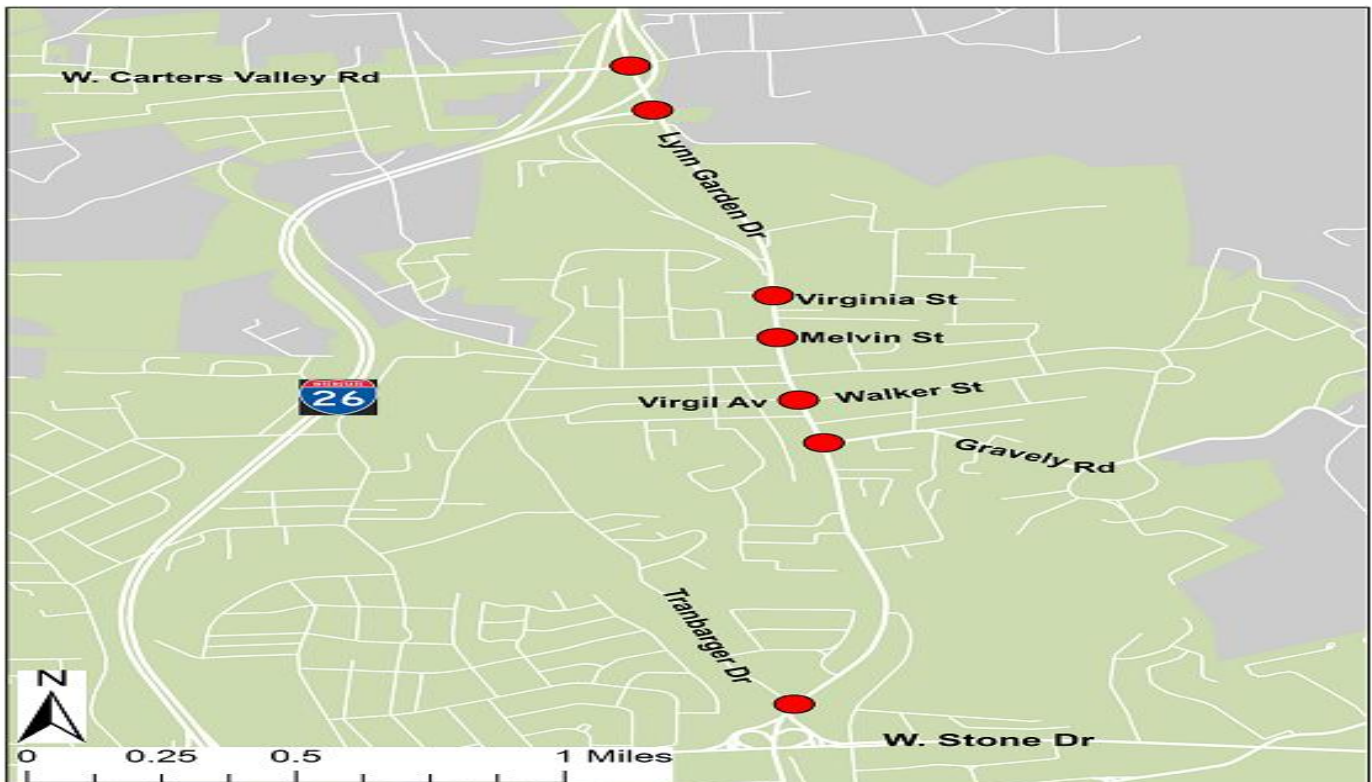 W. Carters Valley Rd
Lynn Garden Dr
Virginia St
Melvin St
Virgil Av
Walker St
26
Gravely Rd
Tranbarger Dr
N
W. Stone Dr
0 0.25 0.5 1 Miles